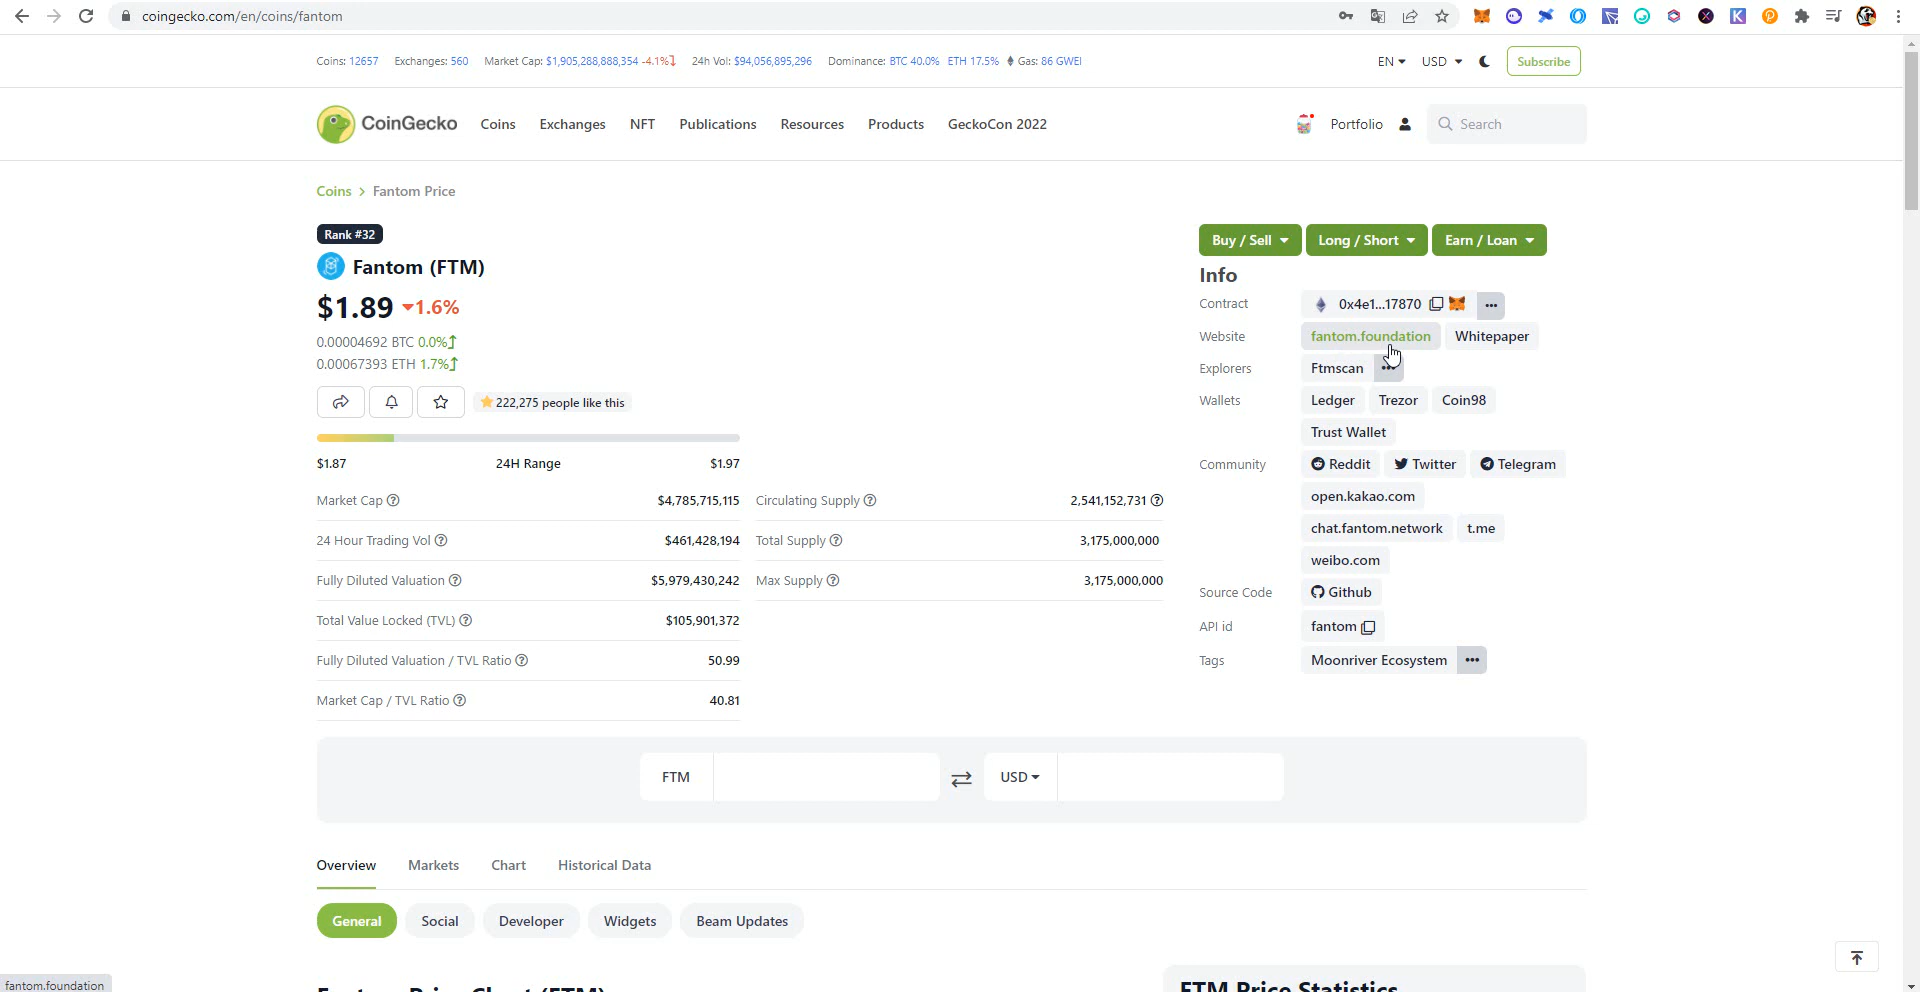 coingecko.com/en/coins/fantom
Coins: 12657 Exchanges: 560 Market Cap: $1,905,288,888,354 -4.1% 24h Vol: $94,056,895,296 Dominance: BTC 40.0% ETH 17.5% Gas: 86 GWEI
EN USD Subscribe
CoinGecko Coins Exchanges NFT Publications Resources Products GeckoCon 2022 Portfolio Search
Coins > Fantom Price
Rank #32
Fantom (FTM)
$1.89 1.6%
0.00004692 BTC 0.0%
0.00067393 ETH 1.7%
222,275 people like this
$1.87 24H Range $1.97
Market Cap $4,785,715,115
24 Hour Trading Vol $461,428,194
Fully Diluted Valuation $5,979,430,242
Total Value Locked (TVL) $105,901,372
Fully Diluted Valuation / TVL Ratio 50.99
Market Cap / TVL Ratio 40.81
Circulating Supply 2,541,152,731
Total Supply 3,175,000,000
Max Supply 3,175,000,000
Buy / Sell Long / Short Earn / Loan
Info
Contract 0x4e1...17870 ...
Website fantom.foundation Whitepaper
Explorers Ftmscan
Wallets Ledger Trezor Coin98
Trust Wallet
Community Reddit Twitter Telegram
open.kakao.com
chat.fantom.network t.me
weibo.com
Source Code Github
API id fantom
Tags Moonriver Ecosystem ...
FTM USD
Overview Markets Chart Historical Data
General Social Developer Widgets Beam Updates
Fantom Price Chart (FTM)
FTM Price Statistics
fantom.foundation